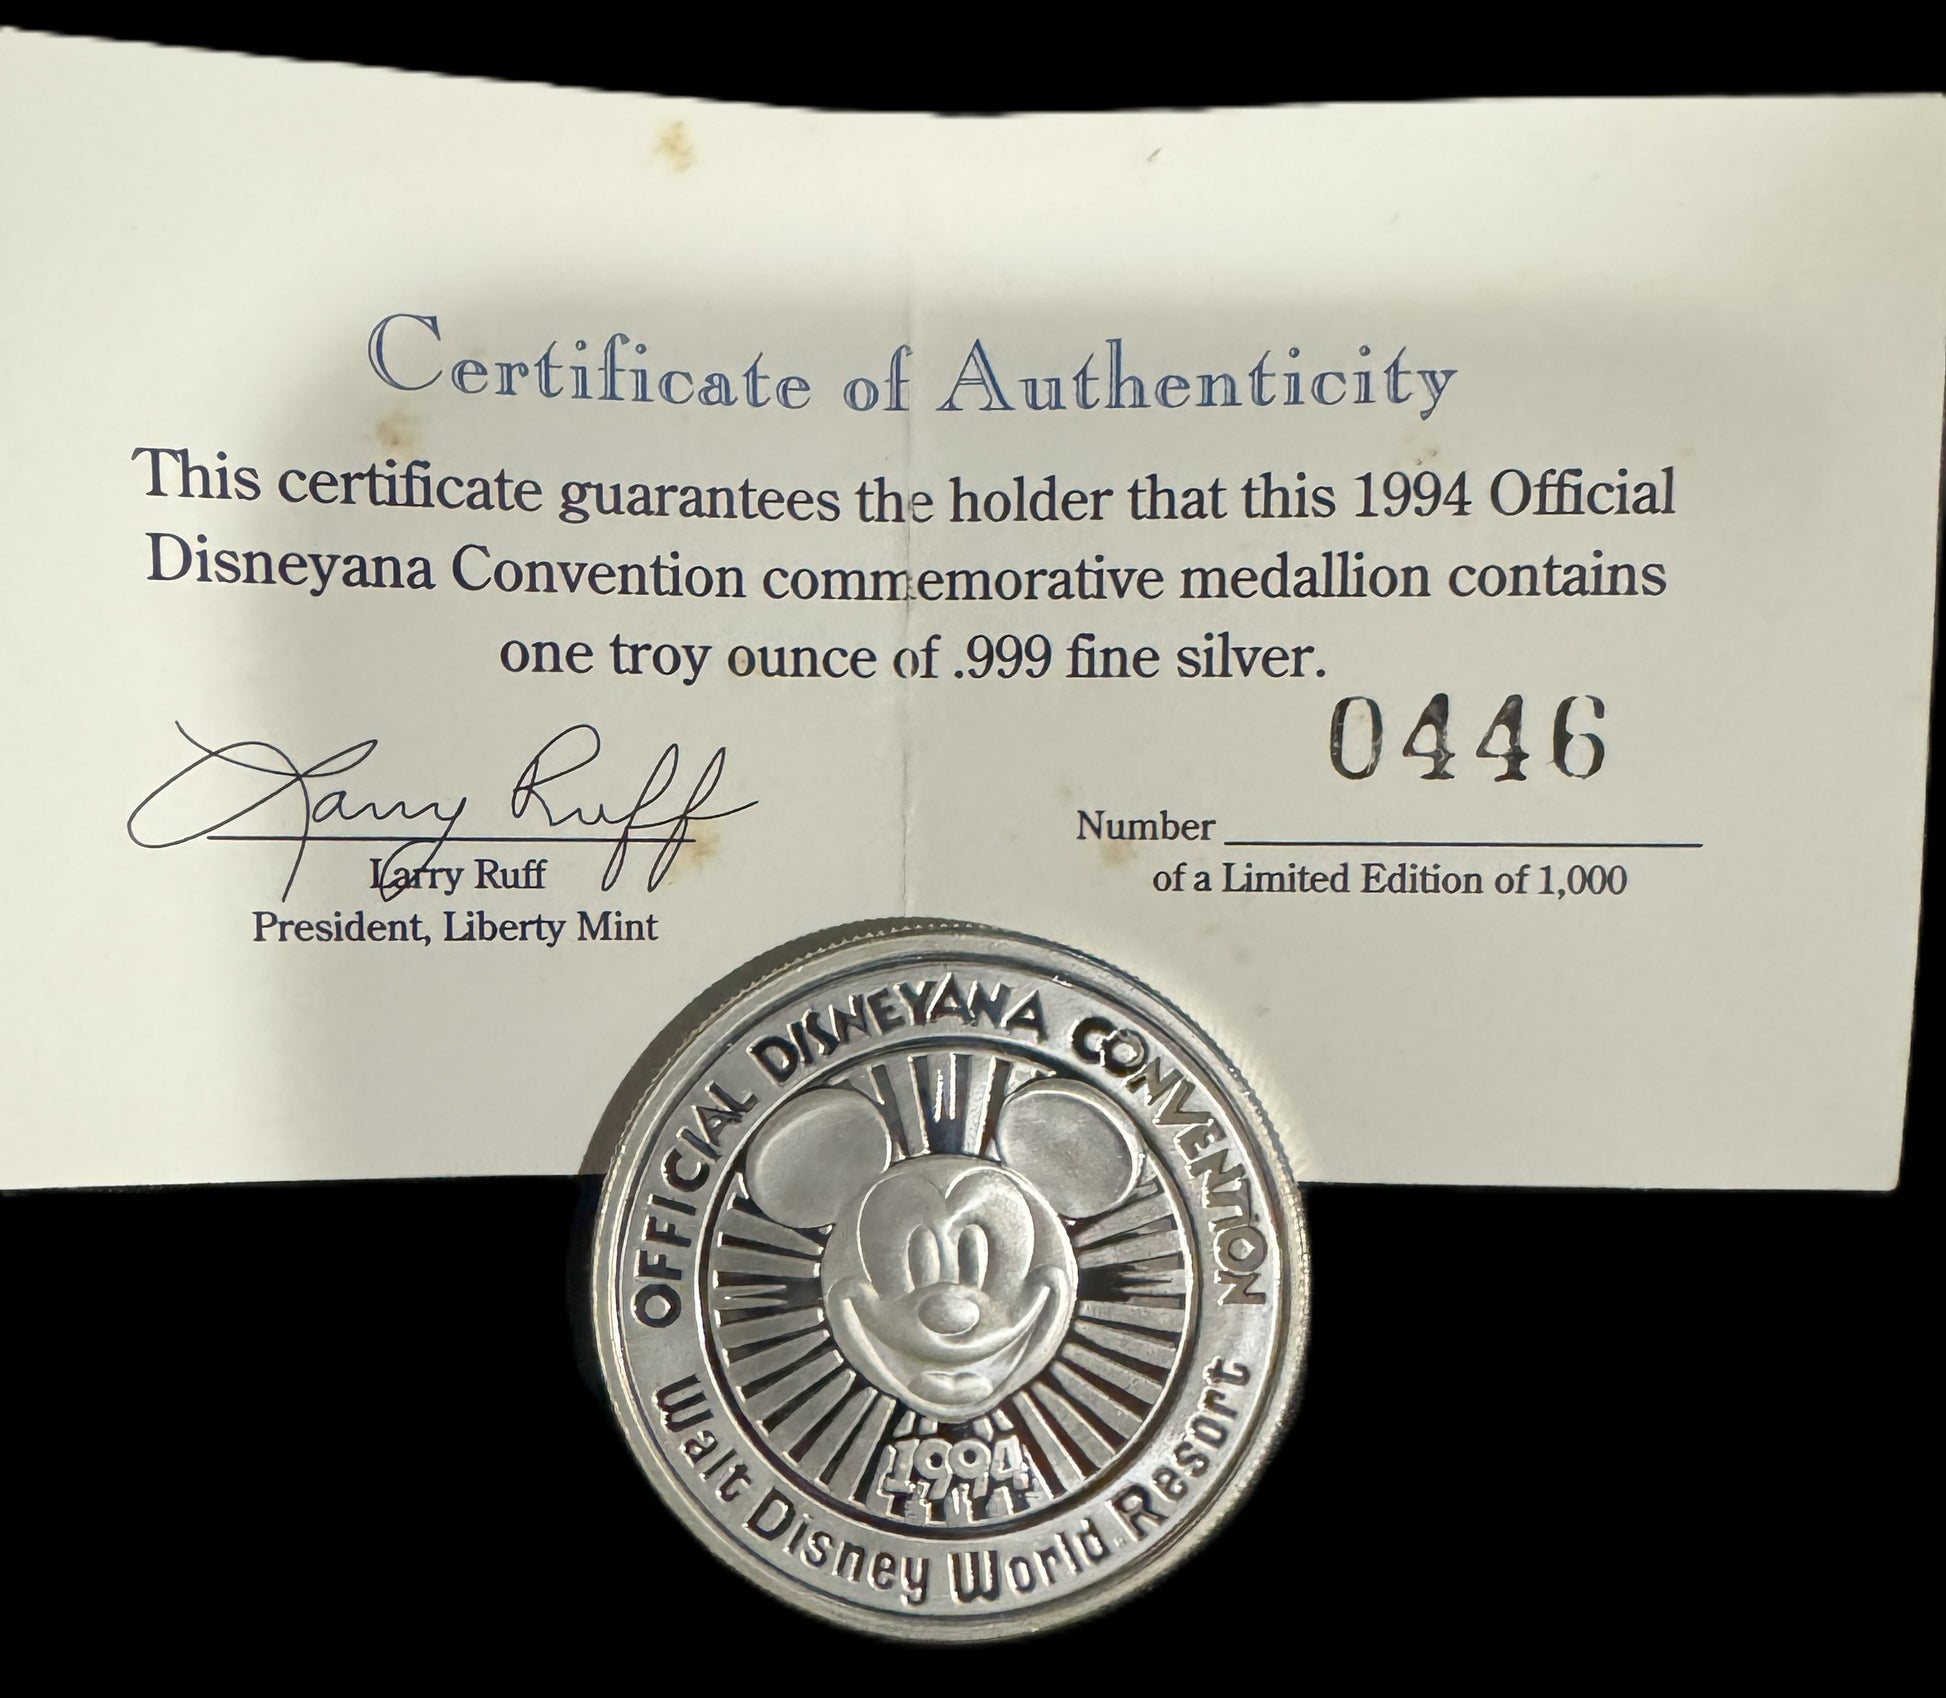 Certificate of Authenticity
This certificate guarantees the holder that this 1994 Official
Disneyana Convention commemorative medallion contains
one troy ounce of .999 fine silver.
Larry Ruff
Larry Ruff
President, Liberty Mint
0446
Number
of a Limited Edition of 1,000
OFFICIAL DISNEYANA CONVENTION
1994
Walt Disney World Resort